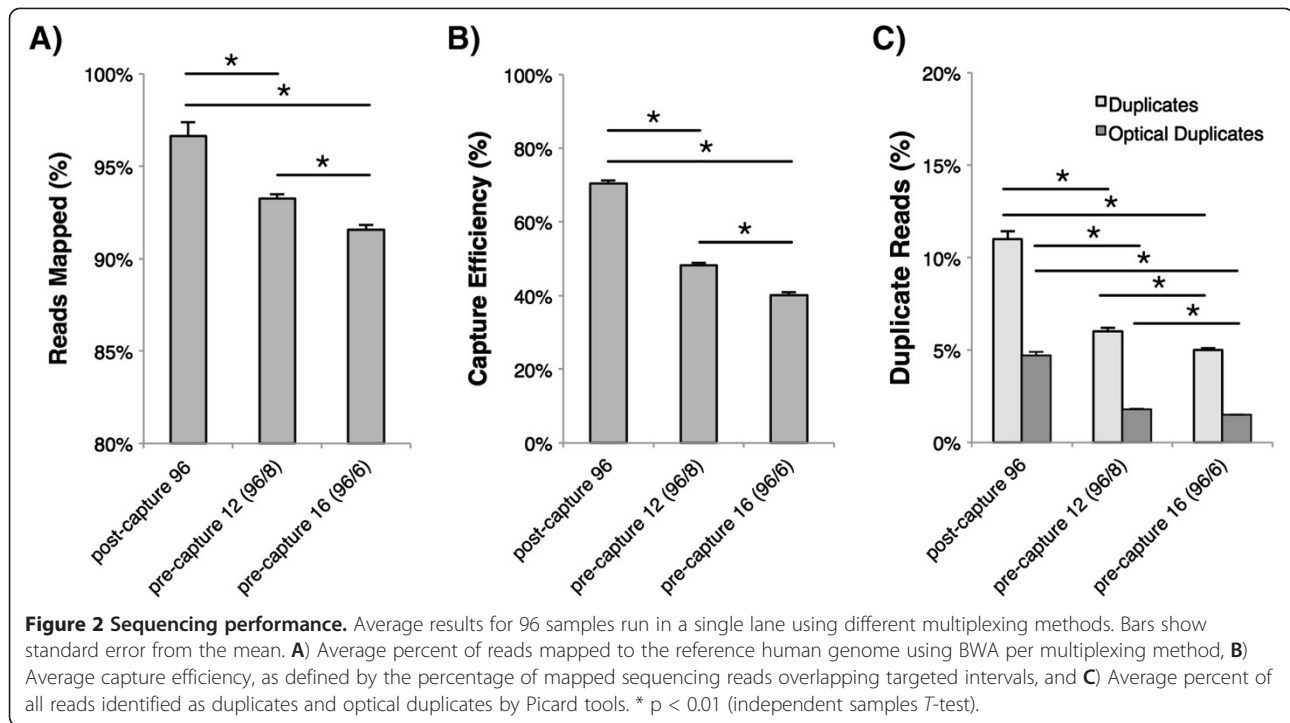 A)
B)
C)
Reads Mapped (%)
100%
95%
90%
85%
80%
*
*
*
post-capture 96
pre-capture 12 (96/8)
pre-capture 16 (96/6)
Capture Efficiency (%)
100%
80%
60%
40%
20%
0%
*
*
*
post-capture 96
pre-capture 12 (96/8)
pre-capture 16 (96/6)
Duplicate Reads (%)
20%
15%
10%
5%
0%
Duplicates
Optical Duplicates
*
*
*
*
*
*
post-capture 96
pre-capture 12 (96/8)
pre-capture 16 (96/6)
Figure 2 Sequencing performance. Average results for 96 samples run in a single lane using different multiplexing methods. Bars show
standard error from the mean. A) Average percent of reads mapped to the reference human genome using BWA per multiplexing method, B)
Average capture efficiency, as defined by the percentage of mapped sequencing reads overlapping targeted intervals, and C) Average percent of
all reads identified as duplicates and optical duplicates by Picard tools. * p < 0.01 (independent samples T-test).